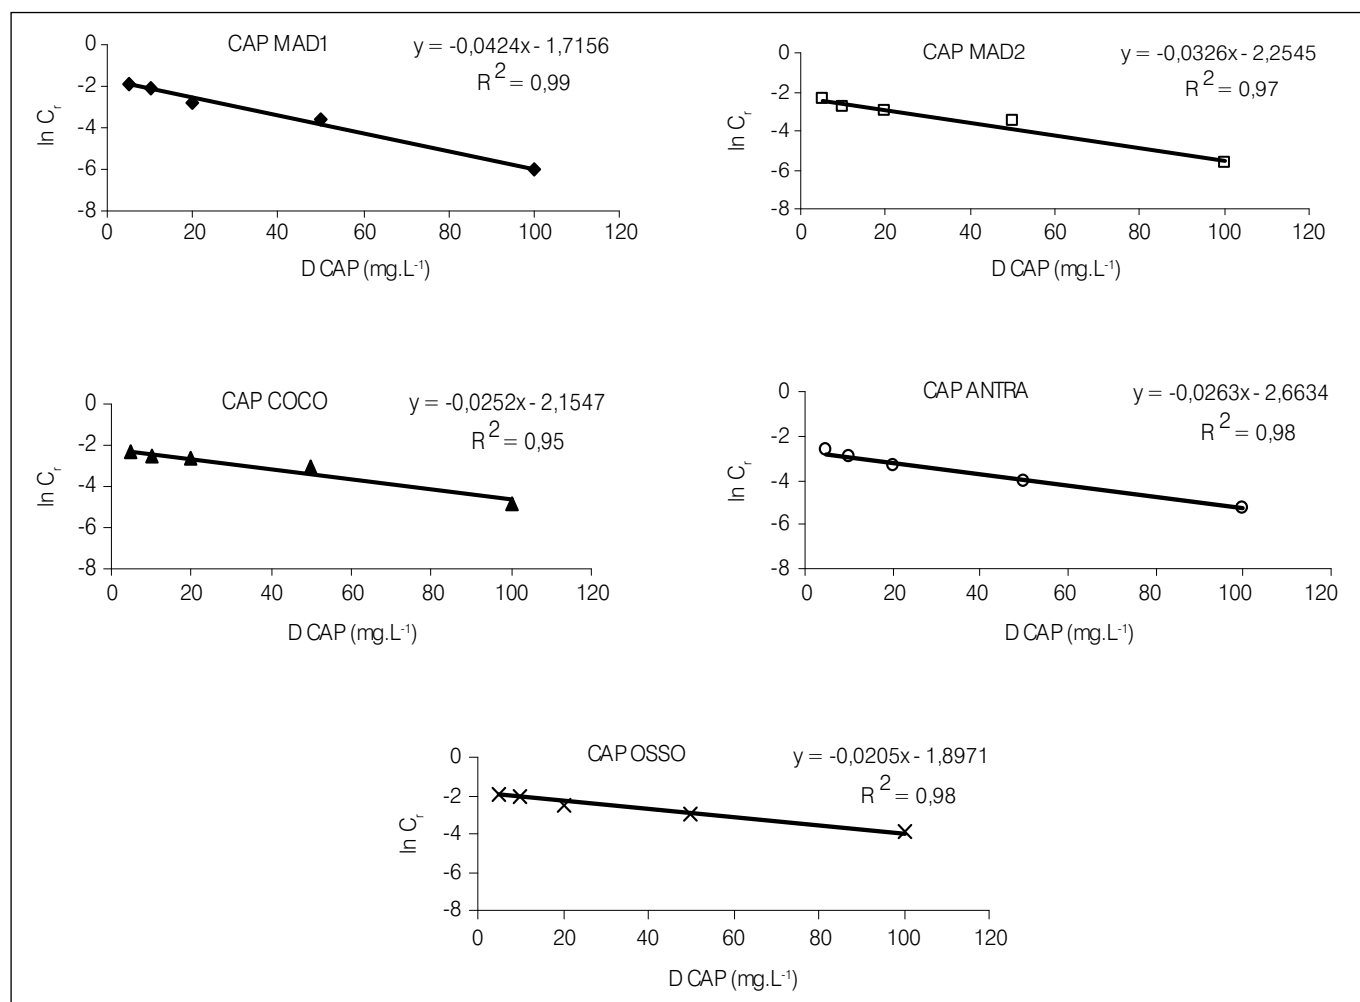 CAP MAD1
y = -0,0424x - 1,7156
R² = 0,99
0
-2
-4
-6
-8
ln Cᵣ
0 20 40 60 80 100 120
D CAP (mg.L⁻¹)
CAP MAD2
y = -0,0326x - 2,2545
R² = 0,97
0
-2
-4
-6
-8
ln Cᵣ
0 20 40 60 80 100 120
D CAP (mg.L⁻¹)
CAP COCO
y = -0,0252x - 2,1547
R² = 0,95
0
-2
-4
-6
-8
ln Cᵣ
0 20 40 60 80 100 120
D CAP (mg.L⁻¹)
CAP ANTRA
y = -0,0263x - 2,6634
R² = 0,98
0
-2
-4
-6
-8
ln Cᵣ
0 20 40 60 80 100 120
D CAP (mg.L⁻¹)
CAP OSSO
y = -0,0205x - 1,8971
R² = 0,98
0
-2
-4
-6
-8
ln Cᵣ
0 20 40 60 80 100 120
D CAP (mg.L⁻¹)